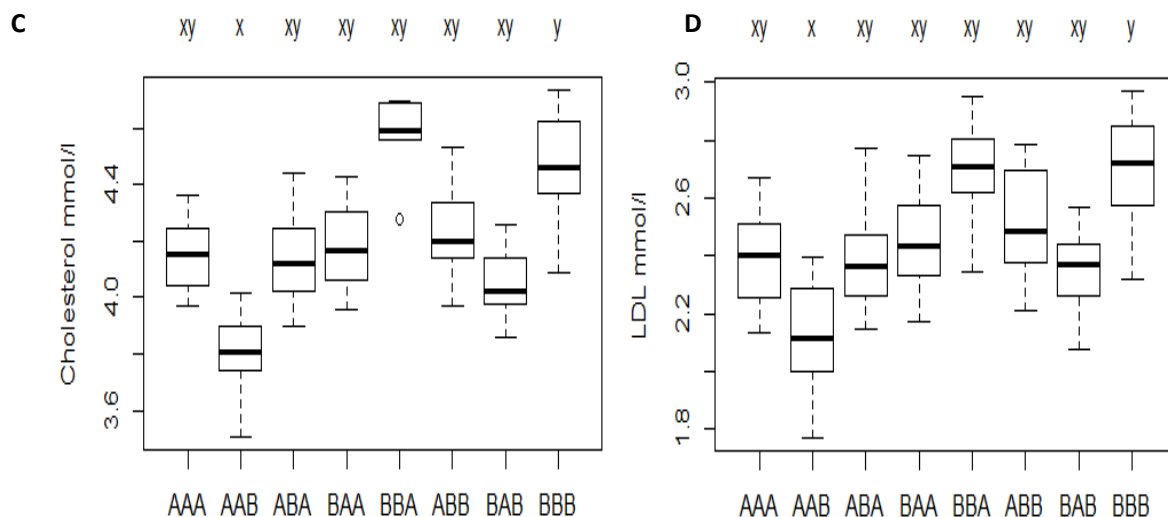 C
xy x xy xy xy xy xy y
Cholesterol mmol/l
4.4
4.0
3.6
AAA AAB ABA BAA BBA ABB BAB BBB
D
xy x xy xy xy xy xy y
LDL mmol/l
3.0
2.6
2.2
1.8
AAA AAB ABA BAA BBA ABB BAB BBB